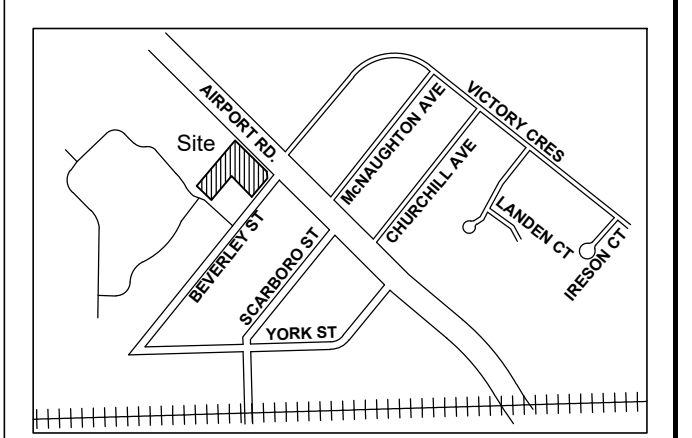 AIRPORT RD.
Site
McNAUGHTON AVE
VICTORY CRES
CHURCHILL AVE
LANDEN CT
IRESON CT
BEVERLEY ST
SCARBORO ST
YORK ST